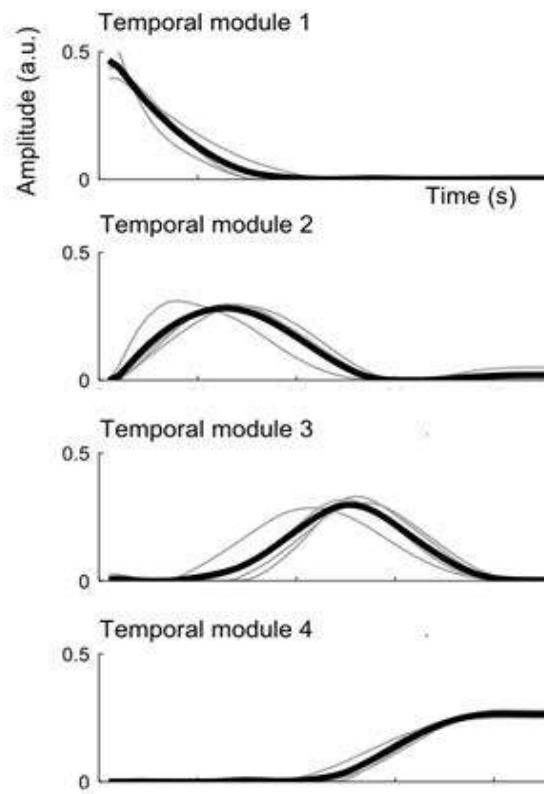 Temporal module 1
Amplitude (a.u.)
0.5
0
Time (s)
Temporal module 2
0.5
0
Temporal module 3
0.5
0
Temporal module 4
0.5
0